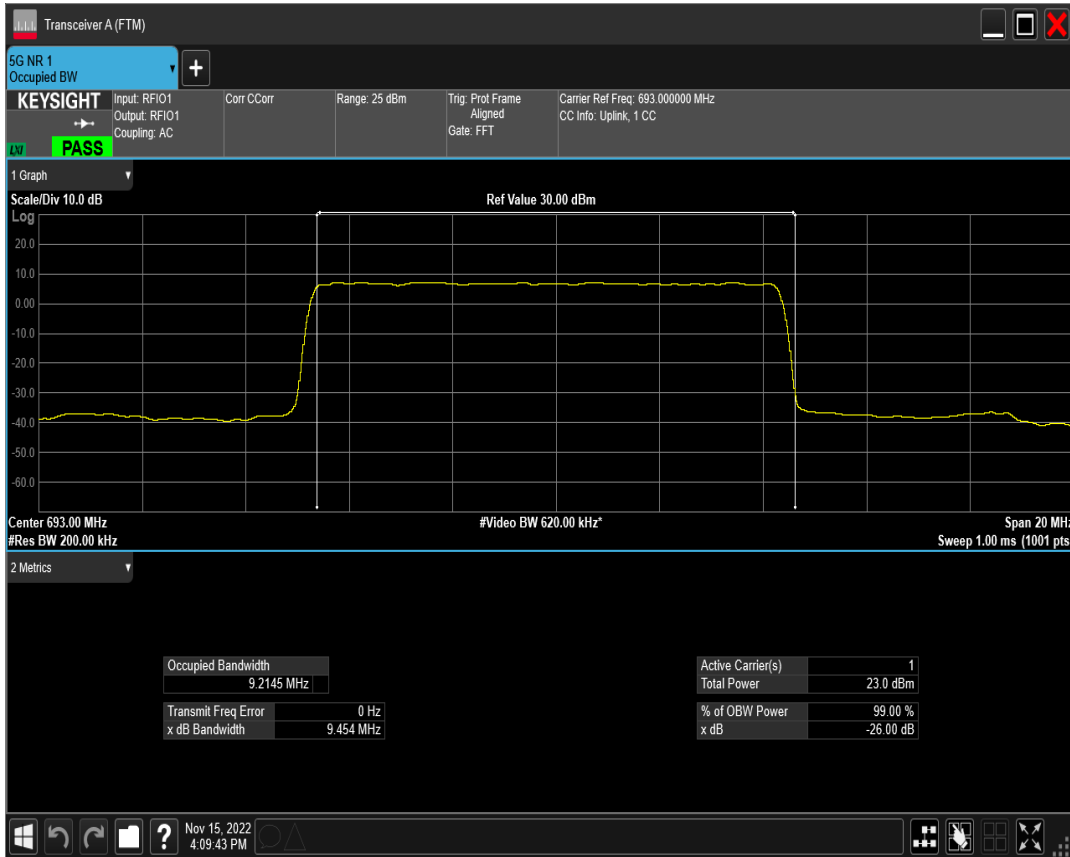 Transceiver A (FTM)
5G NR 1
Occupied BW
+
KEYSIGHT
LXI
PASS
Input: RFIO1
Output: RFIO1
Coupling: AC
Corr CCorr
Range: 25 dBm
Trig: Prot Frame
Aligned
Gate: FFT
Carrier Ref Freq: 693.000000 MHz
CC Info: Uplink, 1 CC
1 Graph
Scale/Div 10.0 dB
Ref Value 30.00 dBm
Log
20.0
10.0
0.00
-10.0
-20.0
-30.0
-40.0
-50.0
-60.0
Center 693.00 MHz
#Video BW 620.00 kHz*
Span 20 MHz
#Res BW 200.00 kHz
Sweep 1.00 ms (1001 pts
2 Metrics
Occupied Bandwidth
9.2145 MHz
Transmit Freq Error 0 Hz
x dB Bandwidth 9.454 MHz
Active Carrier(s) 1
Total Power 23.0 dBm
% of OBW Power 99.00 %
x dB -26.00 dB
?
Nov 15, 2022
4:09:43 PM